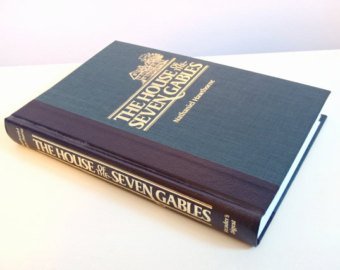 THE HOUSE
OF THE
SEVEN GABLES
Nathaniel Hawthorne
THE HOUSE OF THE SEVEN GABLES